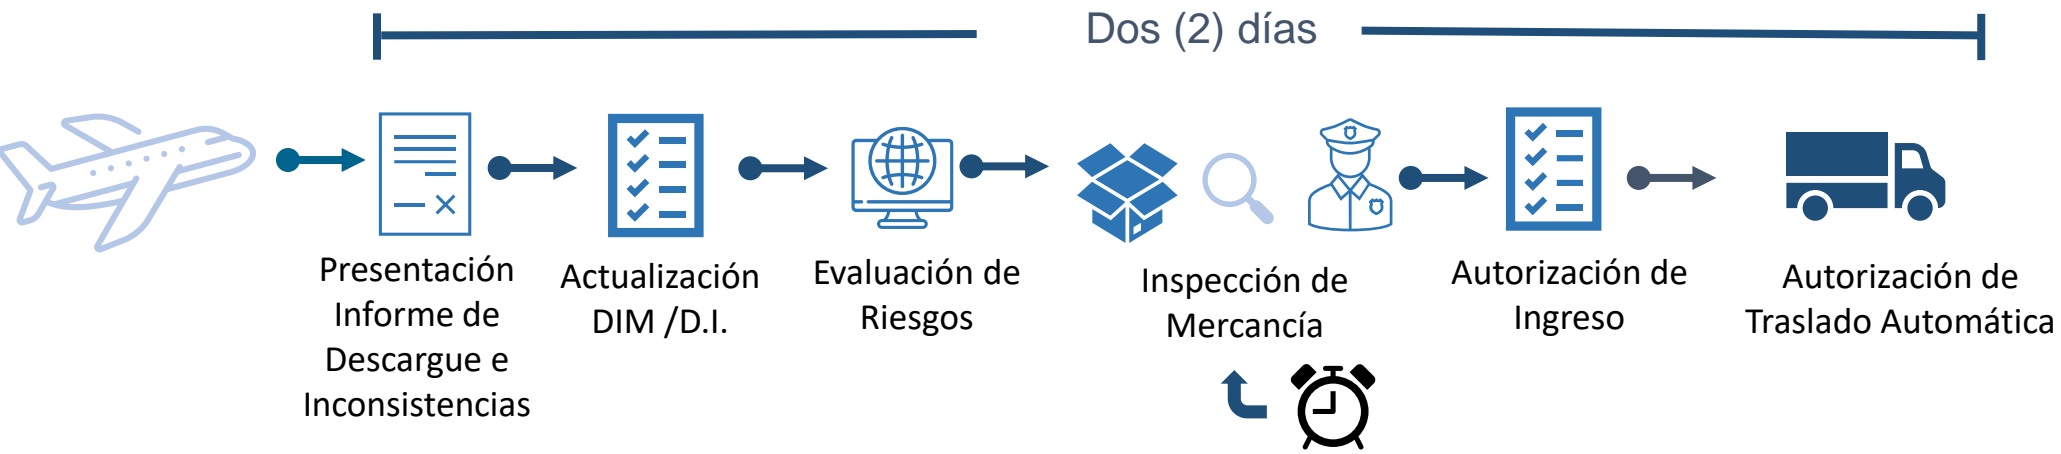 Dos (2) días
Presentación
Informe de
Descargue e
Inconsistencias
Actualización
DIM /D.I.
Evaluación de
Riesgos
Inspección de
Mercancía
Autorización de
Ingreso
Autorización de
Traslado Automática